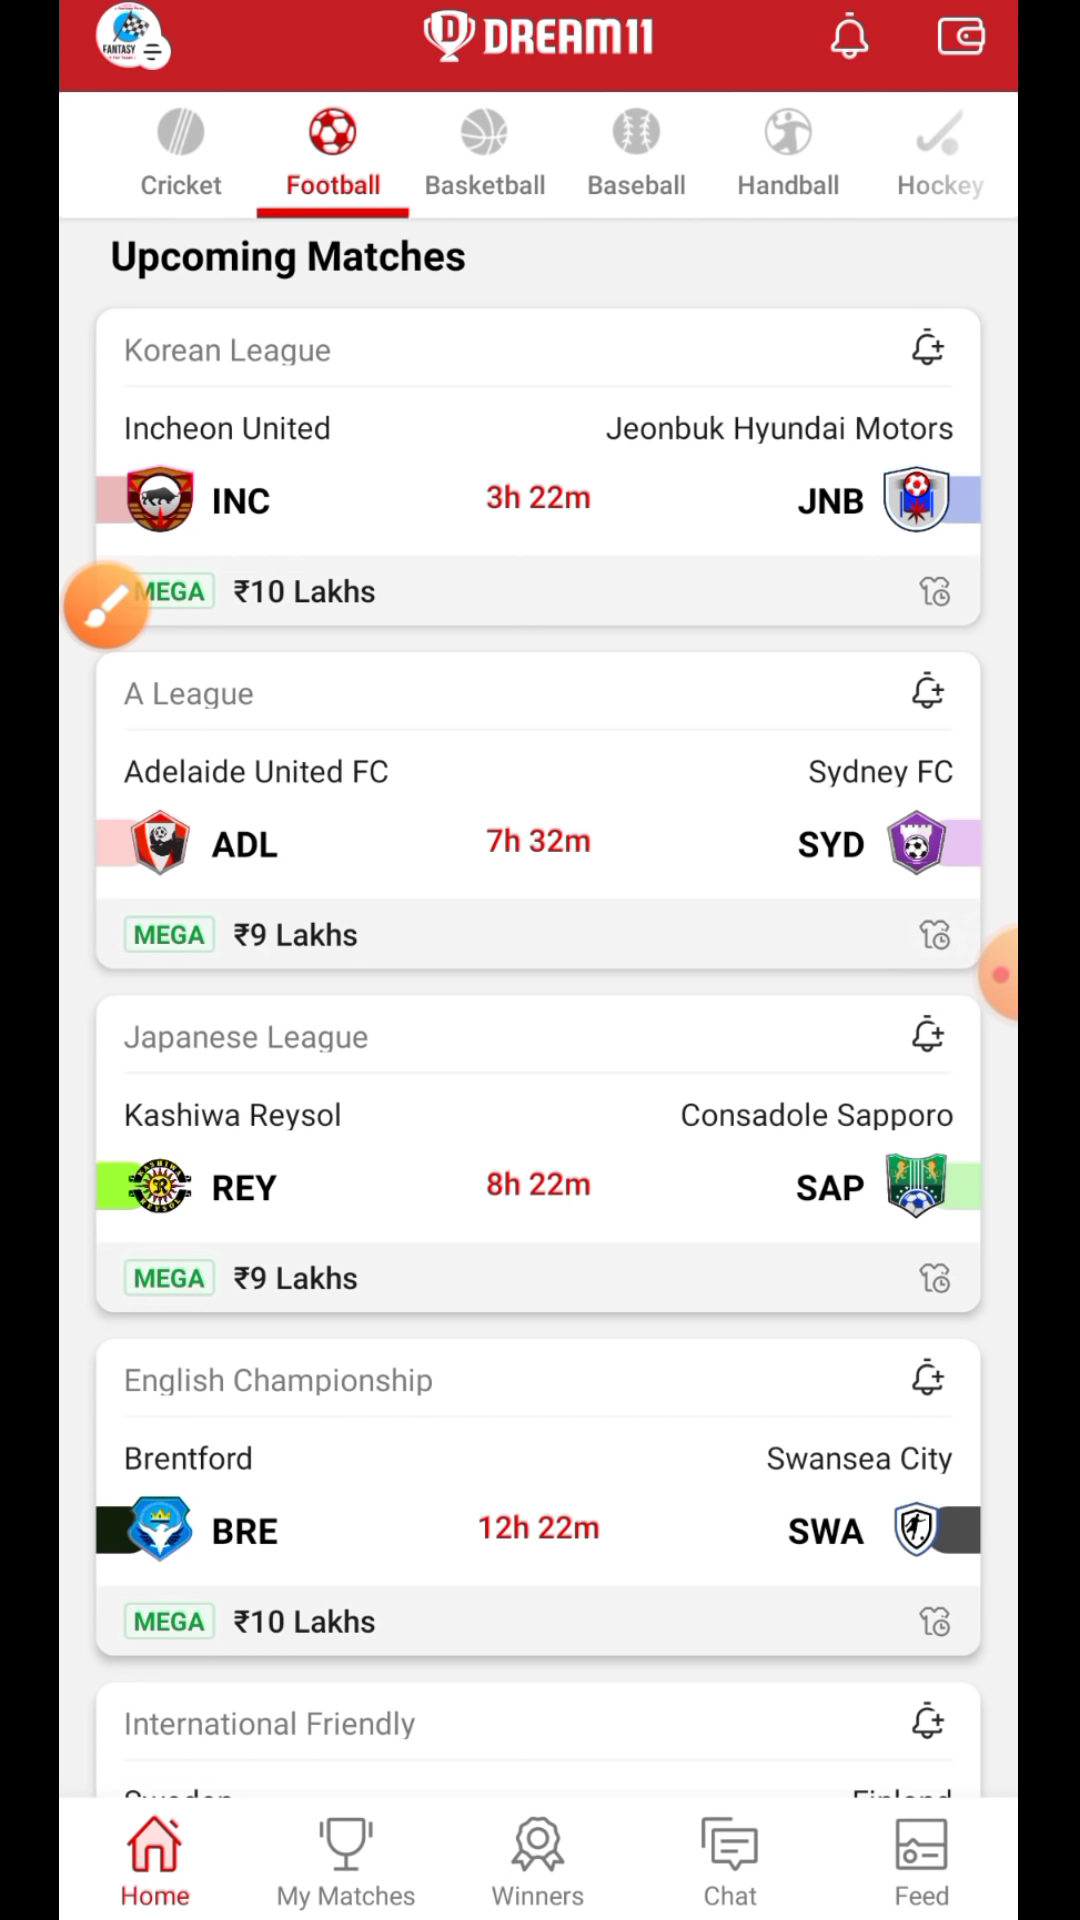 FANTASY
DREAM11
Cricket
Football
Basketball
Baseball
Handball
Hockey
Upcoming Matches
Korean League
Incheon United
Jeonbuk Hyundai Motors
INC
3h 22m
JNB
MEGA
₹10 Lakhs
A League
Adelaide United FC
Sydney FC
ADL
7h 32m
SYD
MEGA
₹9 Lakhs
Japanese League
Kashiwa Reysol
Consadole Sapporo
REY
8h 22m
SAP
MEGA
₹9 Lakhs
English Championship
Brentford
Swansea City
BRE
12h 22m
SWA
MEGA
₹10 Lakhs
International Friendly
Sweden
Finland
Home
My Matches
Winners
Chat
Feed